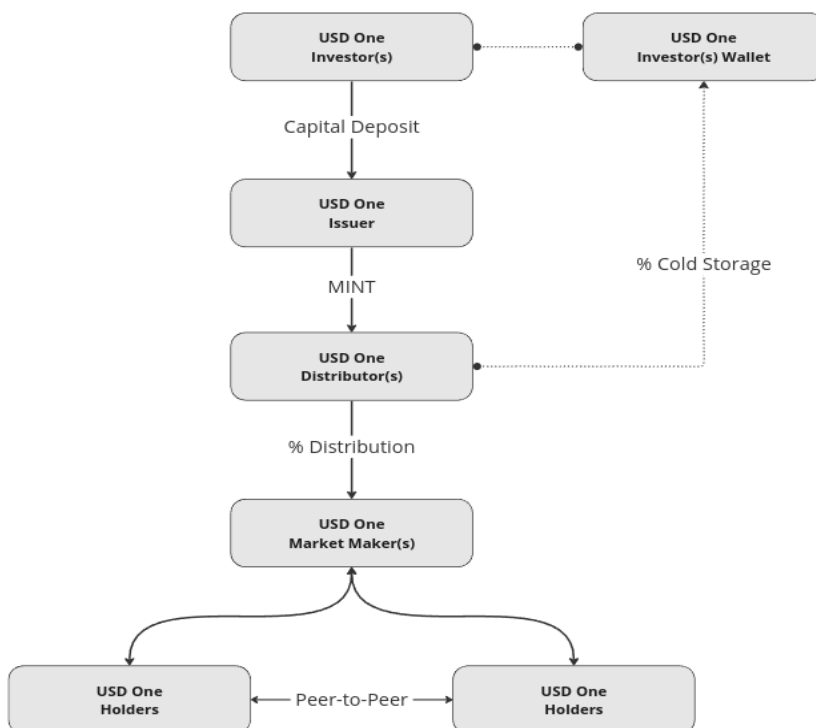 USD One
Investor(s)
USD One
Investor(s) Wallet
Capital Deposit
USD One
Issuer
% Cold Storage
MINT
USD One
Distributor(s)
% Distribution
USD One
Market Maker(s)
USD One
Holders
Peer-to-Peer
USD One
Holders